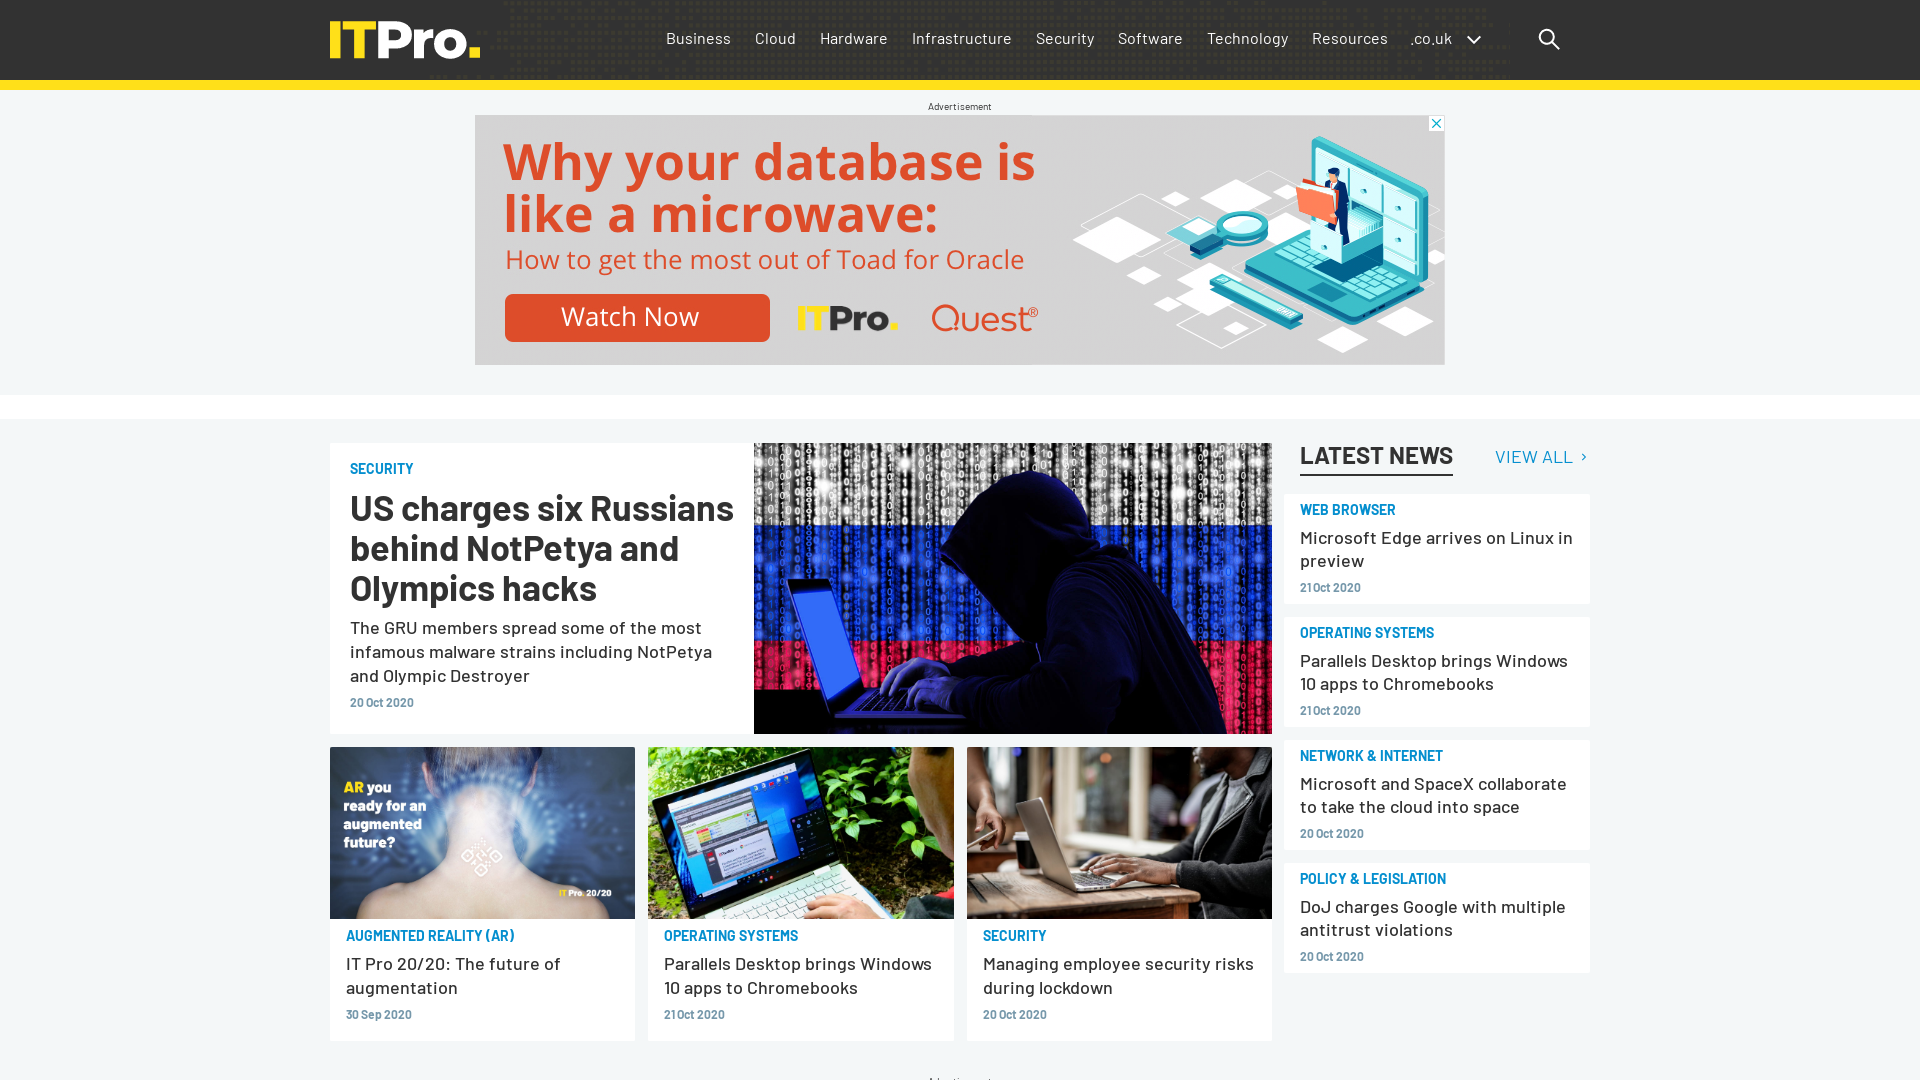 ITPro.
Business Cloud Hardware Infrastructure Security Software Technology Resources .co.uk
Advertisement
Why your database is
like a microwave:
How to get the most out of Toad for Oracle
Watch Now
ITPro.
Quest®
SECURITY
US charges six Russians
behind NotPetya and
Olympics hacks
The GRU members spread some of the most
infamous malware strains including NotPetya
and Olympic Destroyer
20 Oct 2020
AR you
ready for an
augmented
future?
IT Pro. 20/20
AUGMENTED REALITY (AR)
IT Pro 20/20: The future of
augmentation
30 Sep 2020
OPERATING SYSTEMS
Parallels Desktop brings Windows
10 apps to Chromebooks
21 Oct 2020
SECURITY
Managing employee security risks
during lockdown
20 Oct 2020
LATEST NEWS
VIEW ALL
WEB BROWSER
Microsoft Edge arrives on Linux in
preview
21 Oct 2020
OPERATING SYSTEMS
Parallels Desktop brings Windows
10 apps to Chromebooks
21 Oct 2020
NETWORK & INTERNET
Microsoft and SpaceX collaborate
to take the cloud into space
20 Oct 2020
POLICY & LEGISLATION
DoJ charges Google with multiple
antitrust violations
20 Oct 2020